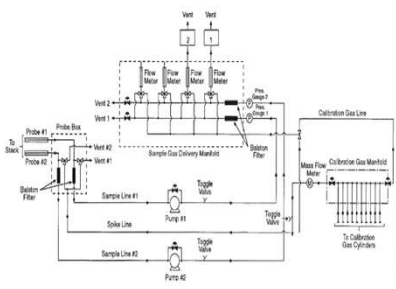 Vent Vent
2 1
Flow Meter
Flow Meter
Flow Meter
Flow Meter
Pres. Gauge 2
Pres. Gauge 1
Vent 2
Vent 1
Balston Filter
Sample Gas Delivery Manifold
Calibration Gas Line
Probe Box
Probe #1
To Stack
Probe #2
Vent #2
Vent #1
Balston Filter
Mass Flow Meter
Calibration Gas Manifold
Sample Line #1
Toggle Valve
Pump #1
Toggle Valve
Spike Line
Sample Line #2
Toggle Valve
Pump #2
To Calibration Gas Cylinders